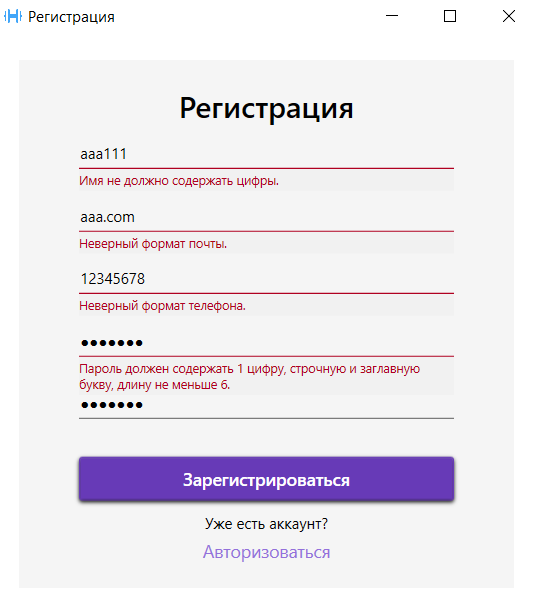 Регистрация
Регистрация
aaa111
Имя не должно содержать цифры.
aaa.com
Неверный формат почты.
12345678
Неверный формат телефона.
●●●●●●●
Пароль должен содержать 1 цифру, строчную и заглавную
букву, длину не меньше 6.
●●●●●●●
Зарегистрироваться
Уже есть аккаунт?
Авторизоваться